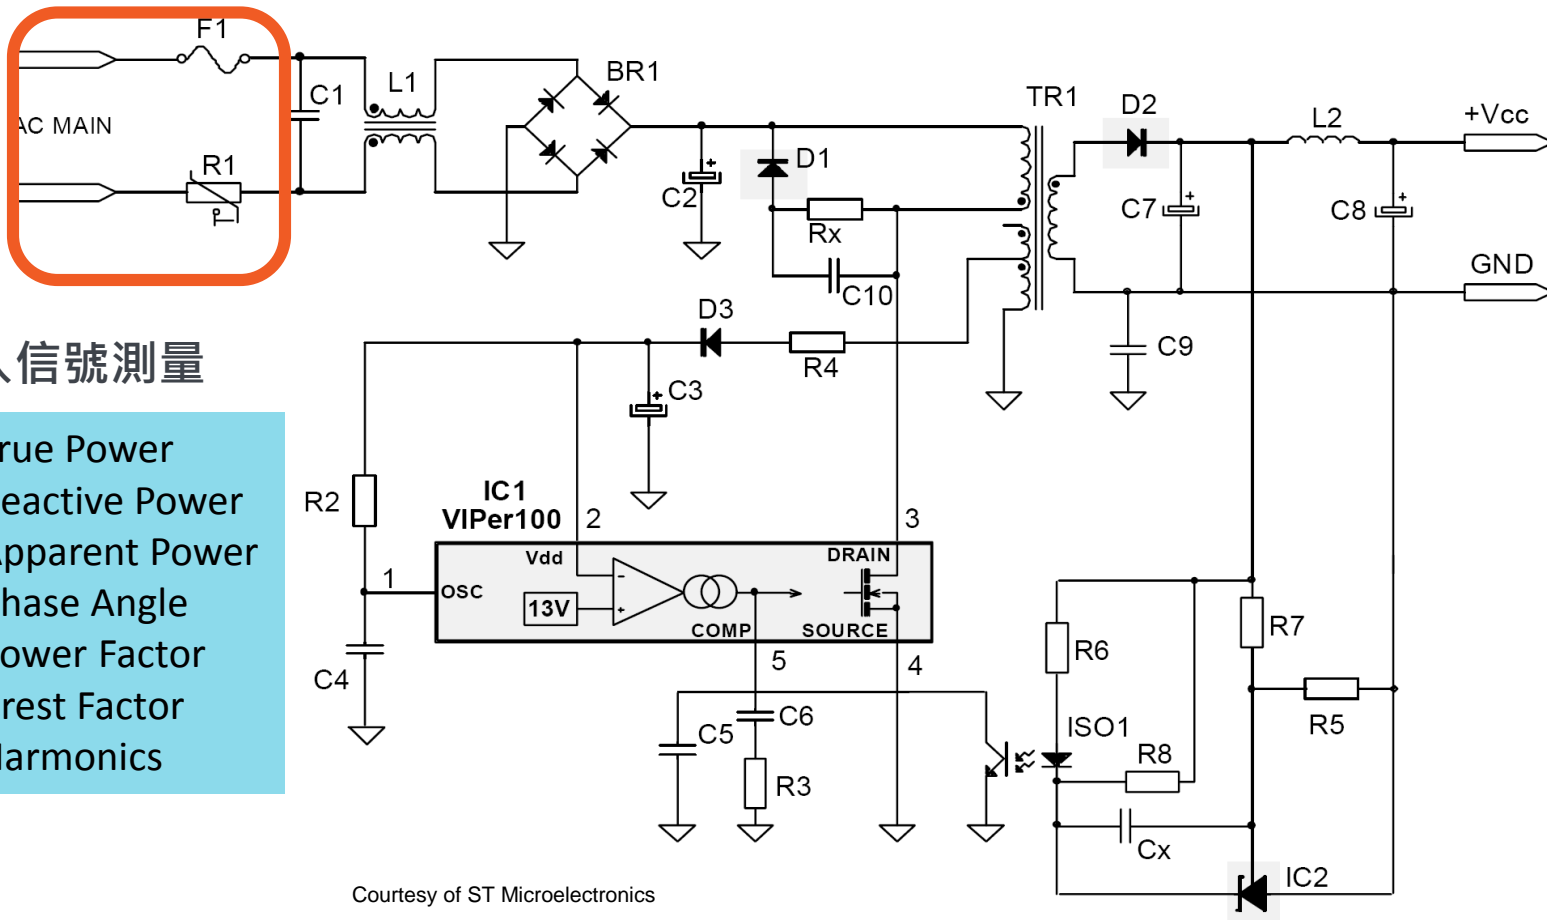 F1
AC MAIN
C1
R1
T°
L1
BR1
C2
D1
Rx
C10
TR1
D2
C7
L2
C8
+Vcc
GND
C9
D3
R4
C3
信號測量
rue Power
eactive Power
Apparent Power
hase Angle
ower Factor
rest Factor
Harmonics
R2
IC1
VIPer100
2
3
1
OSC
Vdd
13V
-
+
COMP
DRAIN
SOURCE
5
4
C4
C5
C6
R3
ISO1
R6
R7
R8
R5
Cx
IC2
Courtesy of ST Microelectronics